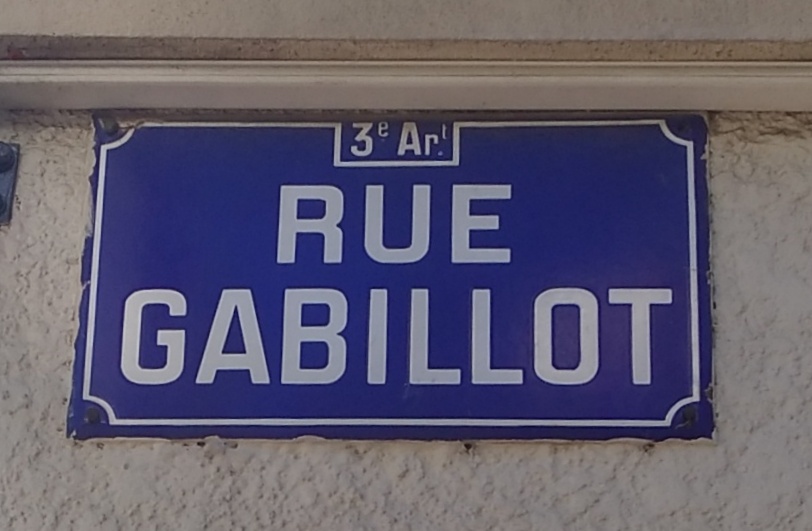 3e Art.
RUE
GABILLOT